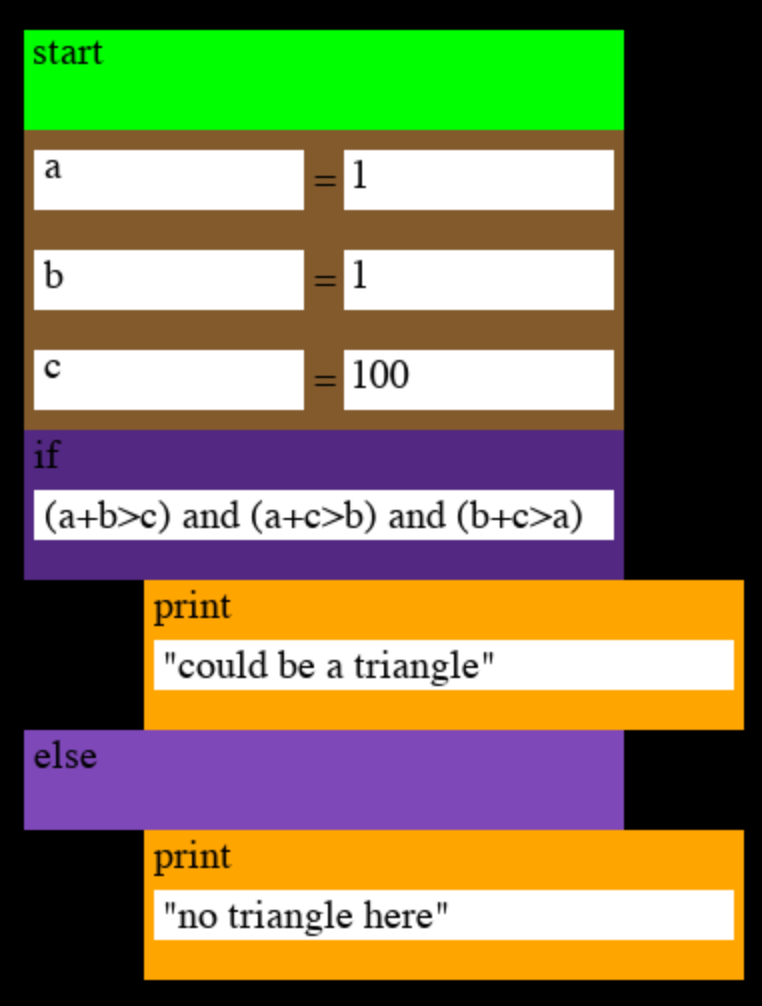 start
a = 1
b = 1
c = 100
if
(a+b>c) and (a+c>b) and (b+c>a)
print
"could be a triangle"
else
print
"no triangle here"